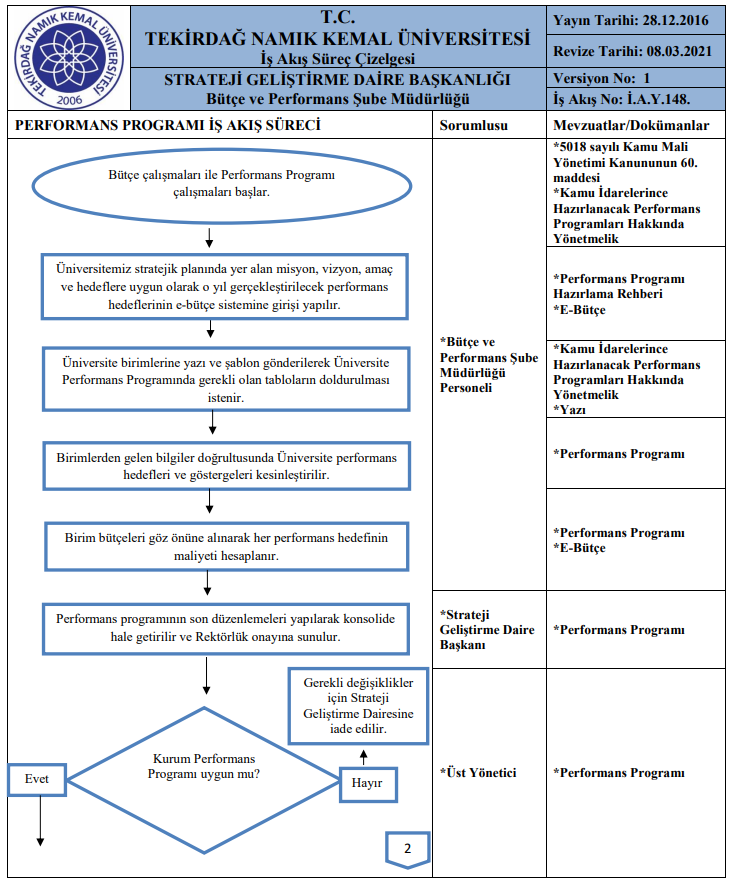 TEKİRDAĞ NAMIK KEMAL ÜNİVERSİTESİ
2006
T.C.
TEKİRDAĞ NAMIK KEMAL ÜNİVERSİTESİ
İş Akış Süreç Çizelgesi
STRATEJİ GELİŞTİRME DAİRE BAŞKANLIĞI
Bütçe ve Performans Şube Müdürlüğü
Yayın Tarihi: 28.12.2016
Revize Tarihi: 08.03.2021
Versiyon No: 1
İş Akış No: İ.A.Y.148.
PERFORMANS PROGRAMI İŞ AKIŞ SÜRECİ
Sorumlusu
Mevzuatlar/Dokümanlar
Bütçe çalışmaları ile Performans Programı
çalışmaları başlar.
Üniversitemiz stratejik planında yer alan misyon, vizyon, amaç
ve hedeflere uygun olarak o yıl gerçekleştirilecek performans
hedeflerinin e-bütçe sistemine girişi yapılır.
Üniversite birimlerine yazı ve şablon gönderilerek Üniversite
Performans Programında gerekli olan tabloların doldurulması
istenir.
Birimlerden gelen bilgiler doğrultusunda Üniversite performans
hedefleri ve göstergeleri kesinleştirilir.
Birim bütçeleri göz önüne alınarak her performans hedefinin
maliyeti hesaplanır.
Performans programının son düzenlemeleri yapılarak konsolide
hale getirilir ve Rektörlük onayına sunulur.
Gerekli değişiklikler
için Strateji
Geliştirme Dairesine
iade edilir.
Kurum Performans
Programı uygun mu?
Evet
Hayır
2
*Bütçe ve
Performans Şube
Müdürlüğü
Personeli
*Strateji
Geliştirme Daire
Başkanı
*Üst Yönetici
*5018 sayılı Kamu Mali
Yönetimi Kanununun 60.
maddesi
*Kamu İdarelerince
Hazırlanacak Performans
Programları Hakkında
Yönetmelik
*Performans Programı
Hazırlama Rehberi
*E-Bütçe
*Kamu İdarelerince
Hazırlanacak Performans
Programları Hakkında
Yönetmelik
*Yazı
*Performans Programı
*Performans Programı
*E-Bütçe
*Performans Programı
*Performans Programı